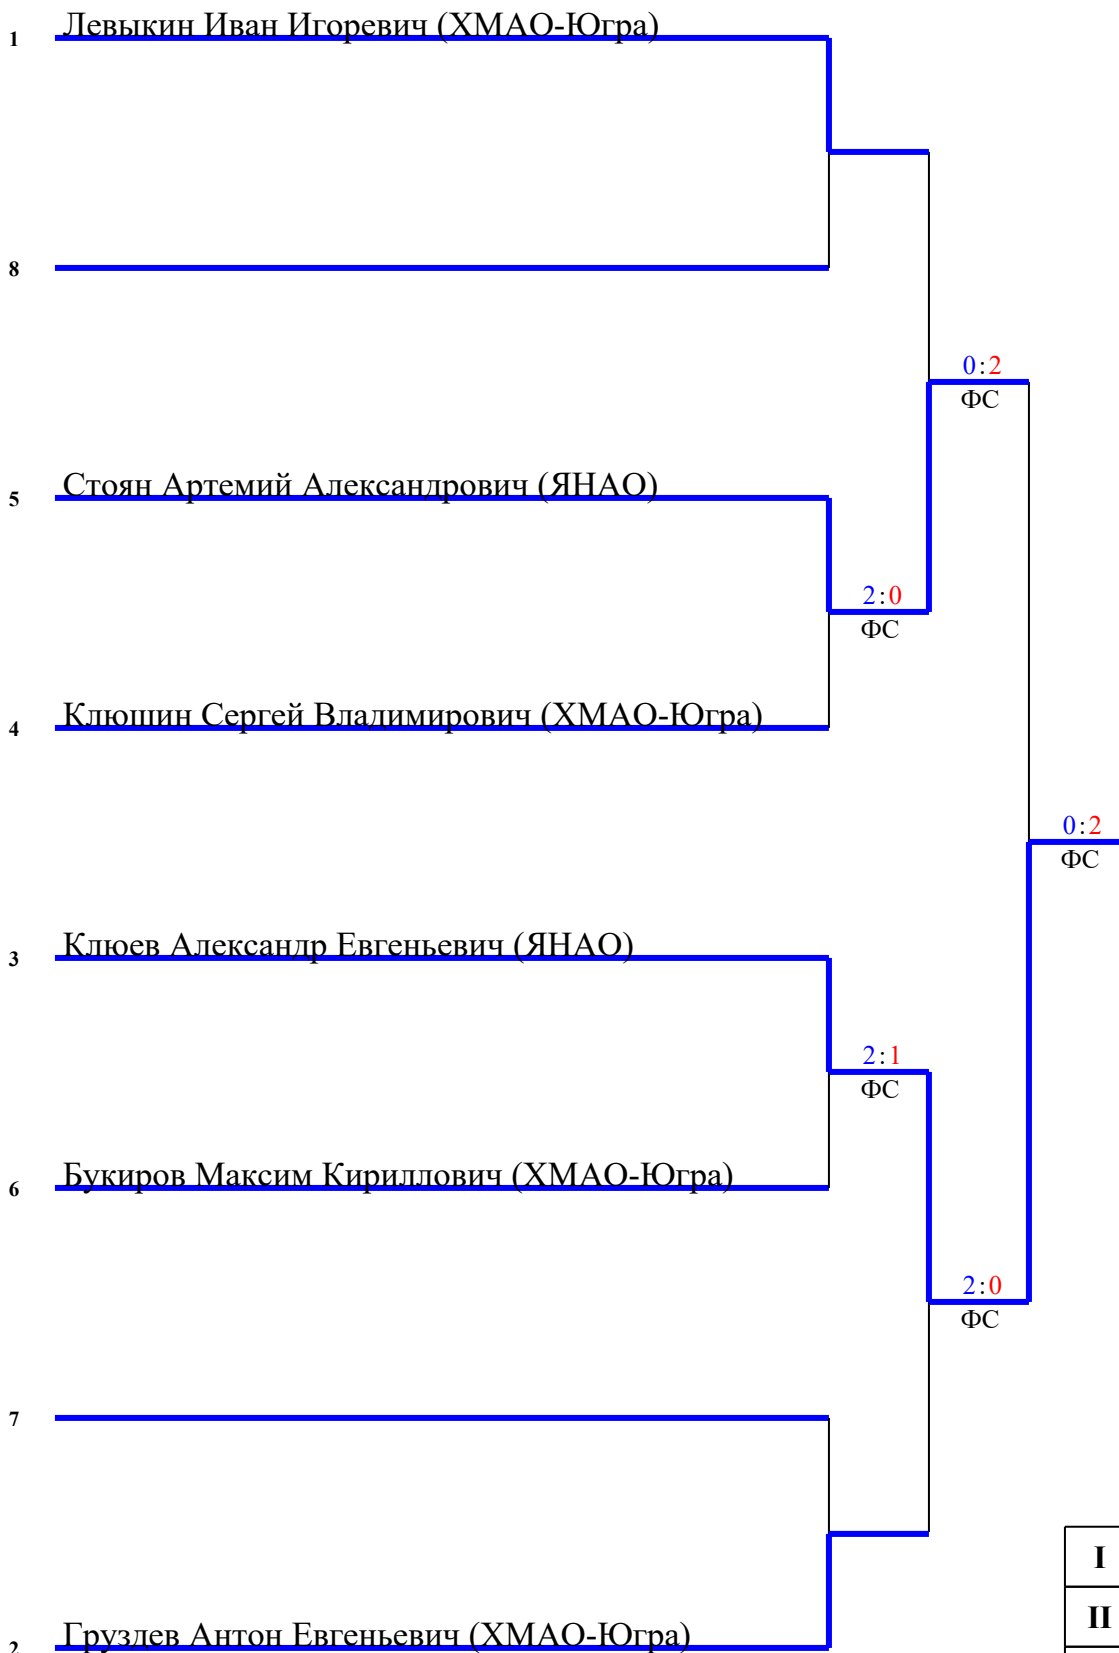 1 Левыкин Иван Игоревич (ХМАО-Югра)
8
0:2
ФС
5 Стоян Артемий Александрович (ЯНАО)
2:0
ФС
4 Клюшин Сергей Владимирович (ХМАО-Югра)
0:2
ФС
3 Клюев Александр Евгеньевич (ЯНАО)
2:1
ФС
6 Букиров Максим Кириллович (ХМАО-Югра)
2:0
ФС
7
I
II
2 Груздев Антон Евгеньевич (ХМАО-Югра)